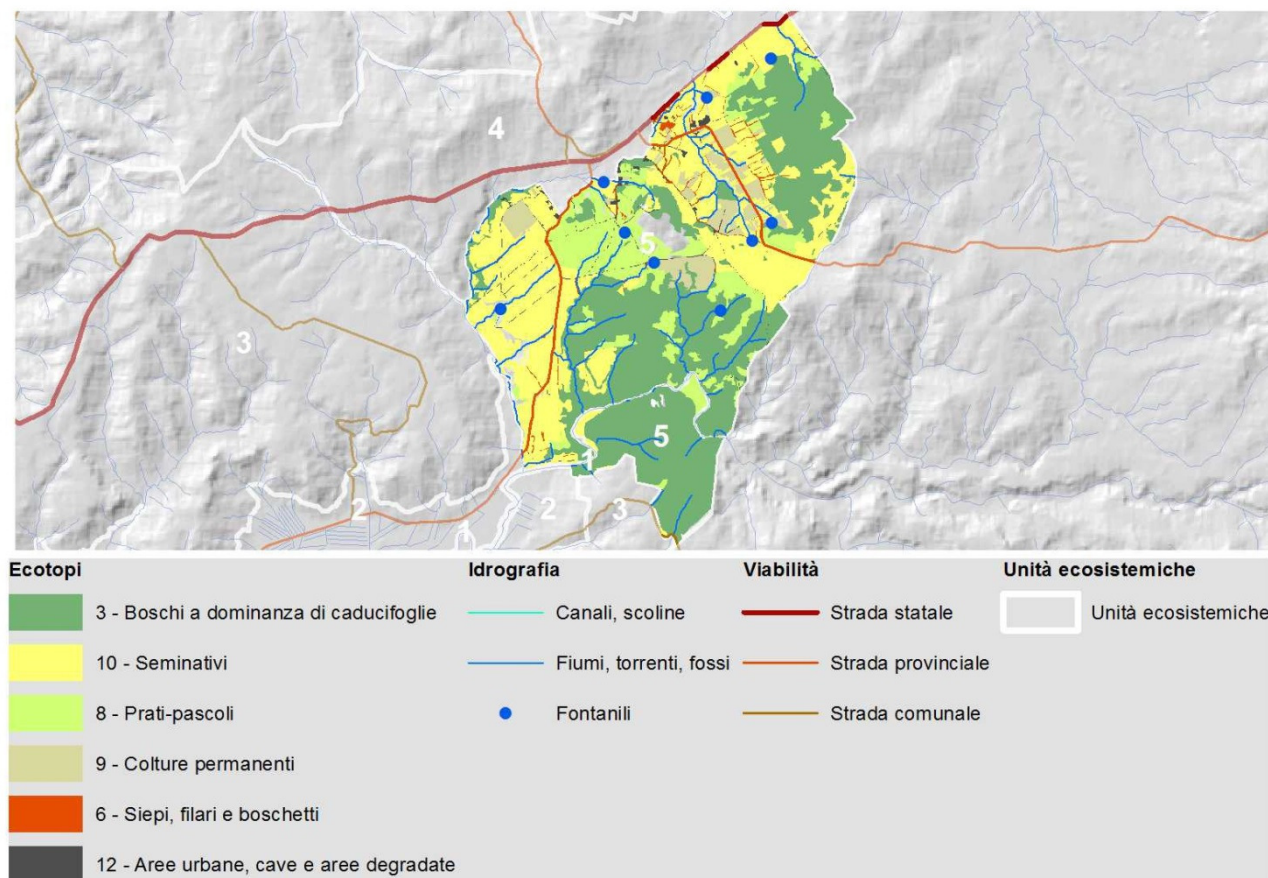 4
5
3
5
1
2
2
3
1
Ecotopi
3 - Boschi a dominanza di caducifoglie
10 - Seminativi
8 - Prati-pascoli
9 - Colture permanenti
6 - Siepi, filari e boschetti
12 - Aree urbane, cave e aree degradate
Idrografia
Canali, scoline
Fiumi, torrenti, fossi
Fontanili
Viabilità
Strada statale
Strada provinciale
Strada comunale
Unità ecosistemiche
Unità ecosistemiche